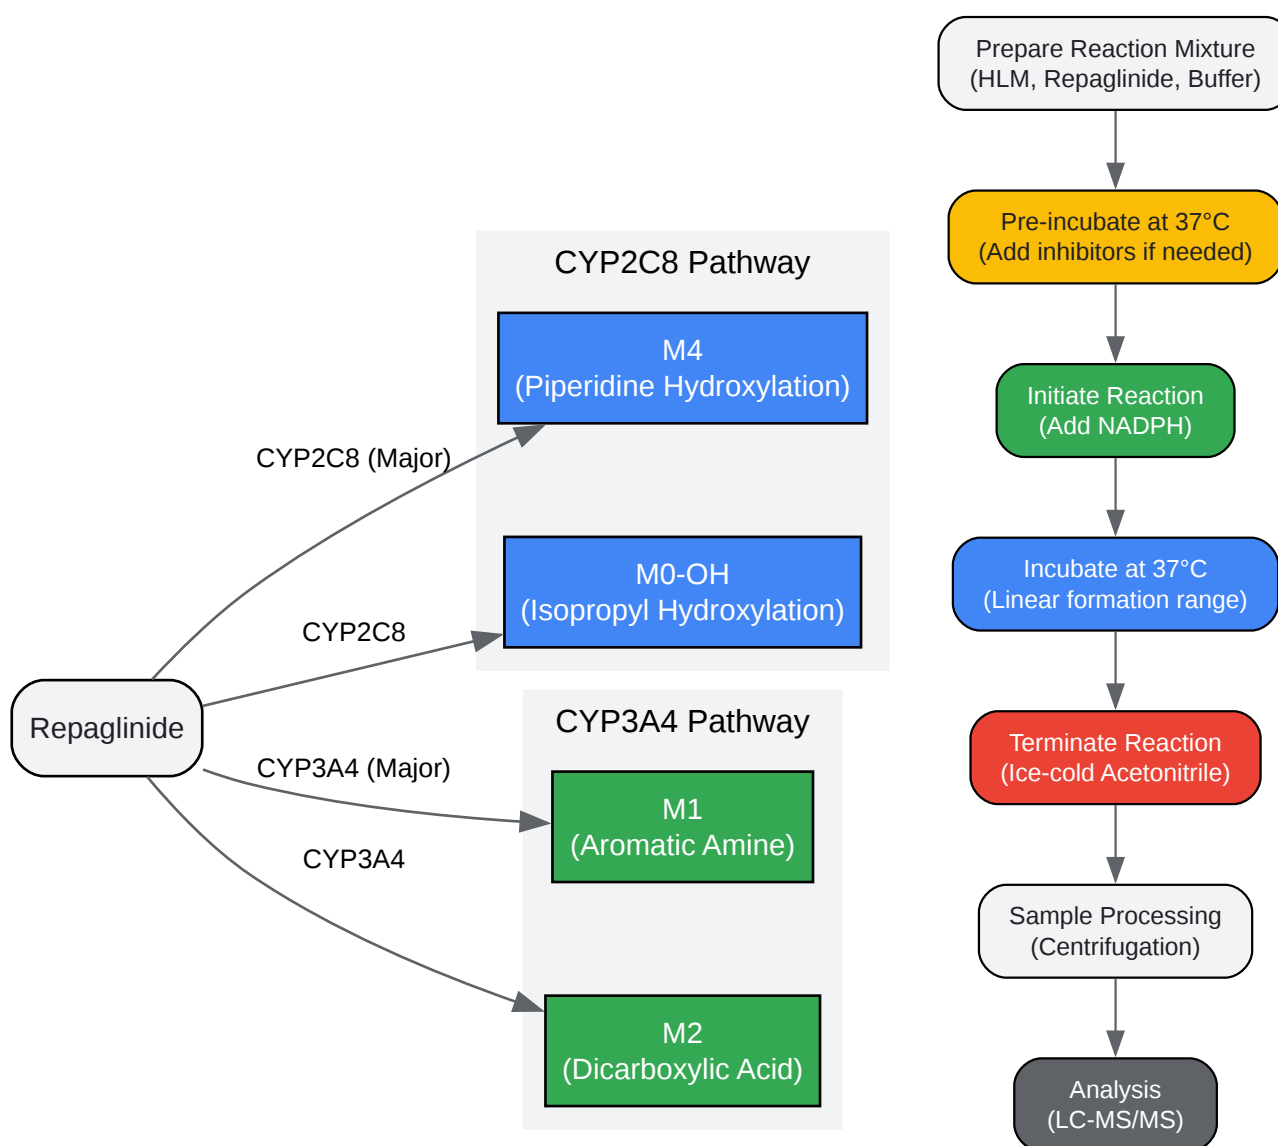 Repaglinide
CYP2C8 (Major)
CYP2C8
CYP3A4 (Major)
CYP3A4
CYP2C8 Pathway
M4
(Piperidine Hydroxylation)
M0-OH
(Isopropyl Hydroxylation)
CYP3A4 Pathway
M1
(Aromatic Amine)
M2
(Dicarboxylic Acid)
Prepare Reaction Mixture
(HLM, Repaglinide, Buffer)
Pre-incubate at 37°C
(Add inhibitors if needed)
Initiate Reaction
(Add NADPH)
Incubate at 37°C
(Linear formation range)
Terminate Reaction
(Ice-cold Acetonitrile)
Sample Processing
(Centrifugation)
Analysis
(LC-MS/MS)